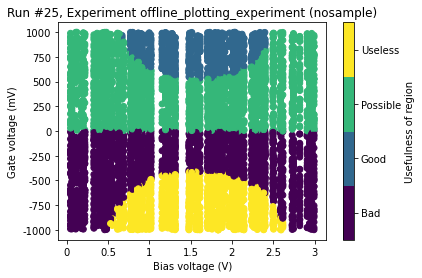 Run #25, Experiment offline_plotting_experiment (nosample)
1000
750
500
250
0
-250
-500
-750
-1000
Gate voltage (mV)
0
0.5
1
1.5
2
2.5
3
Bias voltage (V)
Useless
Possible
Good
Bad
Usefulness of region